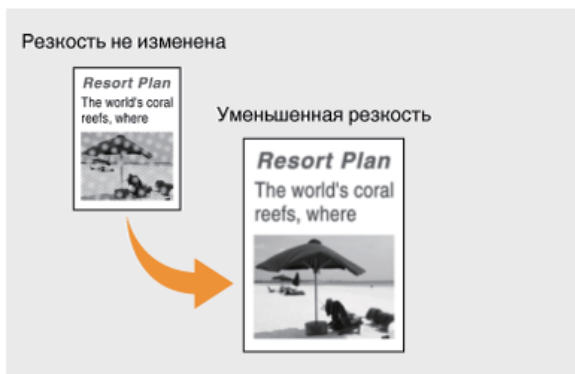 Резкость не изменена
Resort Plan
The world's coral
reefs, where
Уменьшенная резкость
Resort Plan
The world's coral
reefs, where